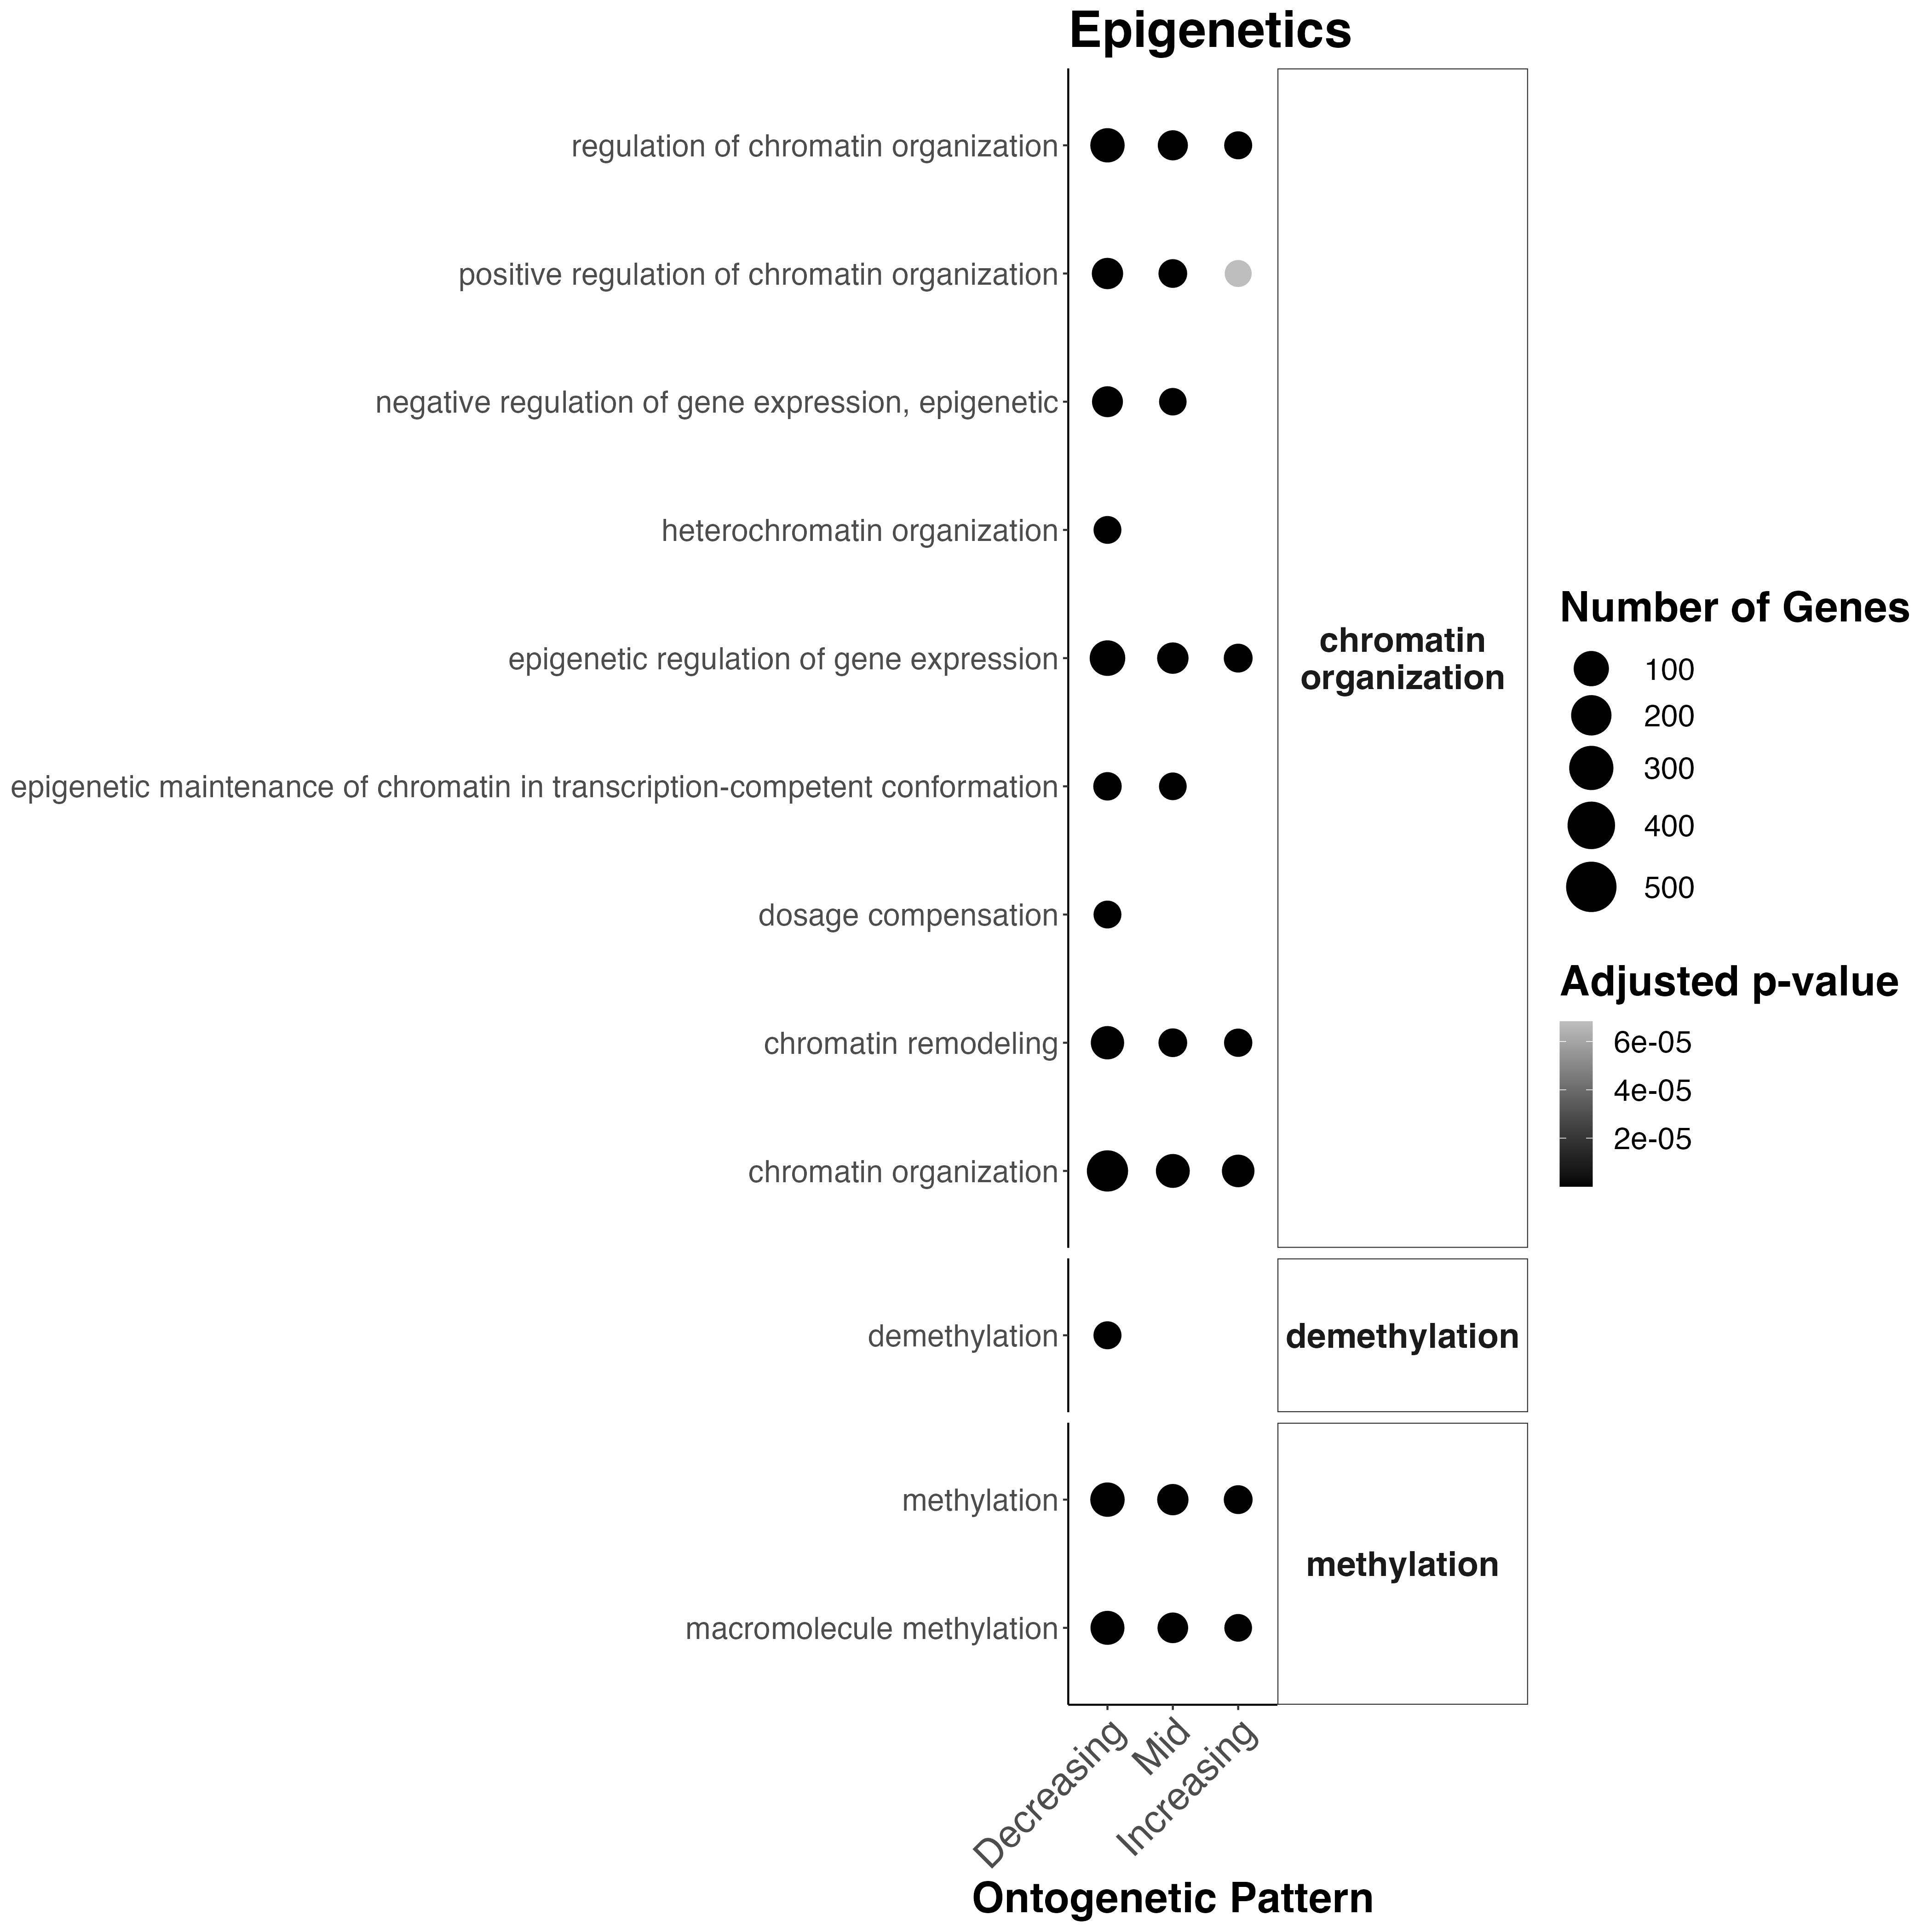 Epigenetics
regulation of chromatin organization
positive regulation of chromatin organization
negative regulation of gene expression, epigenetic
heterochromatin organization
epigenetic regulation of gene expression
epigenetic maintenance of chromatin in transcription-competent conformation
dosage compensation
chromatin remodeling
chromatin organization
demethylation
methylation
macromolecule methylation
chromatin
organization
demethylation
methylation
Decreasing
Mid
Increasing
Ontogenetic Pattern
Number of Genes
100
200
300
400
500
Adjusted p-value
6e-05
4e-05
2e-05